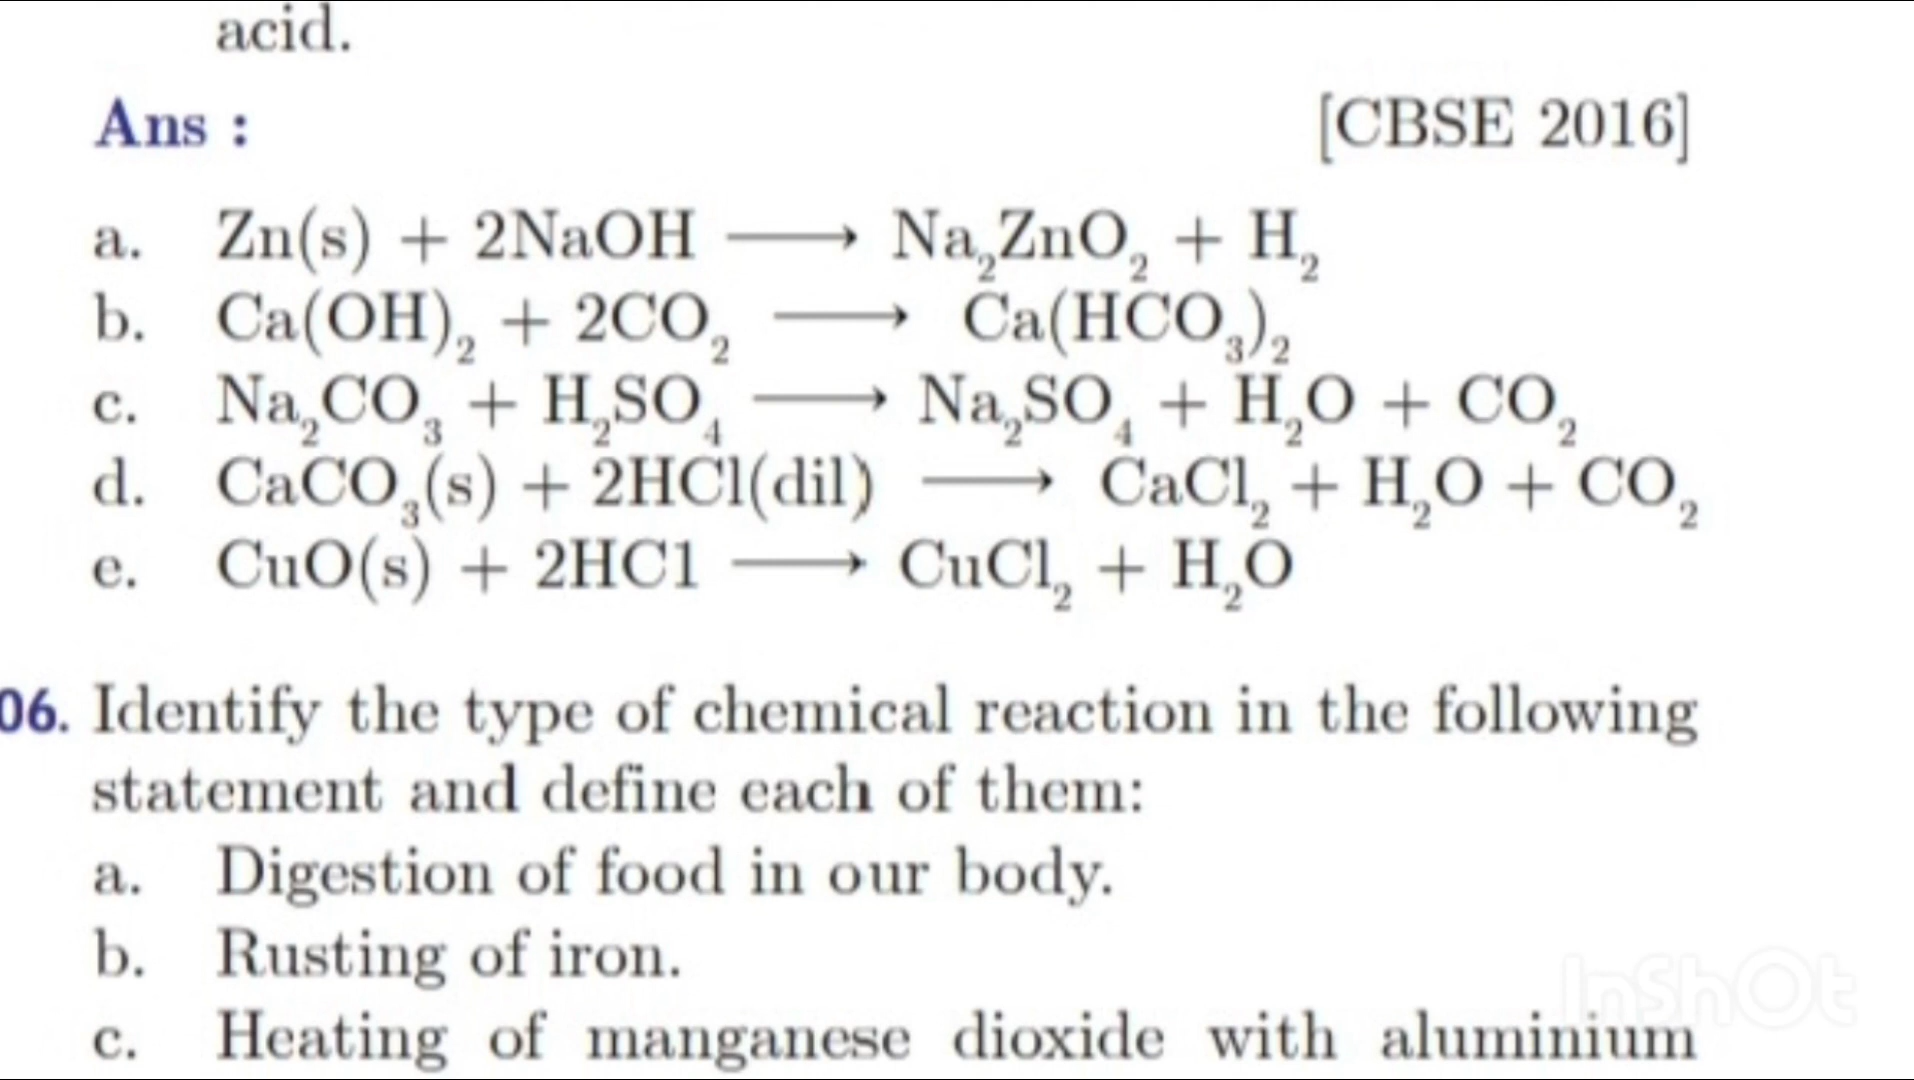 acid.
Ans : [CBSE 2016]
a. Zn(s) + 2NaOH ⟶ Na₂ZnO₂ + H₂
b. Ca(OH)₂ + 2CO₂ ⟶ Ca(HCO₃)₂
c. Na₂CO₃ + H₂SO₄ ⟶ Na₂SO₄ + H₂O + CO₂
d. CaCO₃(s) + 2HCl(dil) ⟶ CaCl₂ + H₂O + CO₂
e. CuO(s) + 2HC1 ⟶ CuCl₂ + H₂O
06. Identify the type of chemical reaction in the following
statement and define each of them:
a. Digestion of food in our body.
b. Rusting of iron.
c. Heating of manganese dioxide with aluminium
InShOt